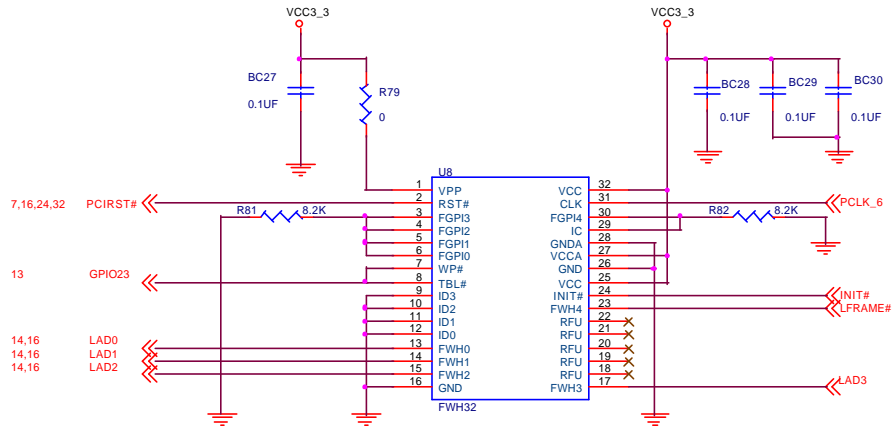 VCC3_3 VCC3_3
BC27 R79 BC28 BC29 BC30
0.1UF 0 0.1UF 0.1UF 0.1UF
U8
1 VPP VCC 32
7,16,24,32 PCIRST# 2 RST# CLK 31 PCLK_6
R81 8.2K 3 FGPI3 FGPI4 30 R82 8.2K
4 FGPI2 IC 29
5 FGPI1 GNDA 28
6 FGPI0 VCCA 27
7 WP# GND 26
13 GPIO23 8 TBL# VCC 25
9 ID3 INIT# 24 INIT#
10 ID2 FWH4 23 LFRAME#
11 ID1 RFU 22
12 ID0 RFU 21
14,16 LAD0 13 FWH0 RFU 20
14,16 LAD1 14 FWH1 RFU 19
14,16 LAD2 15 FWH2 RFU 18
16 GND FWH3 17 LAD3
FWH32